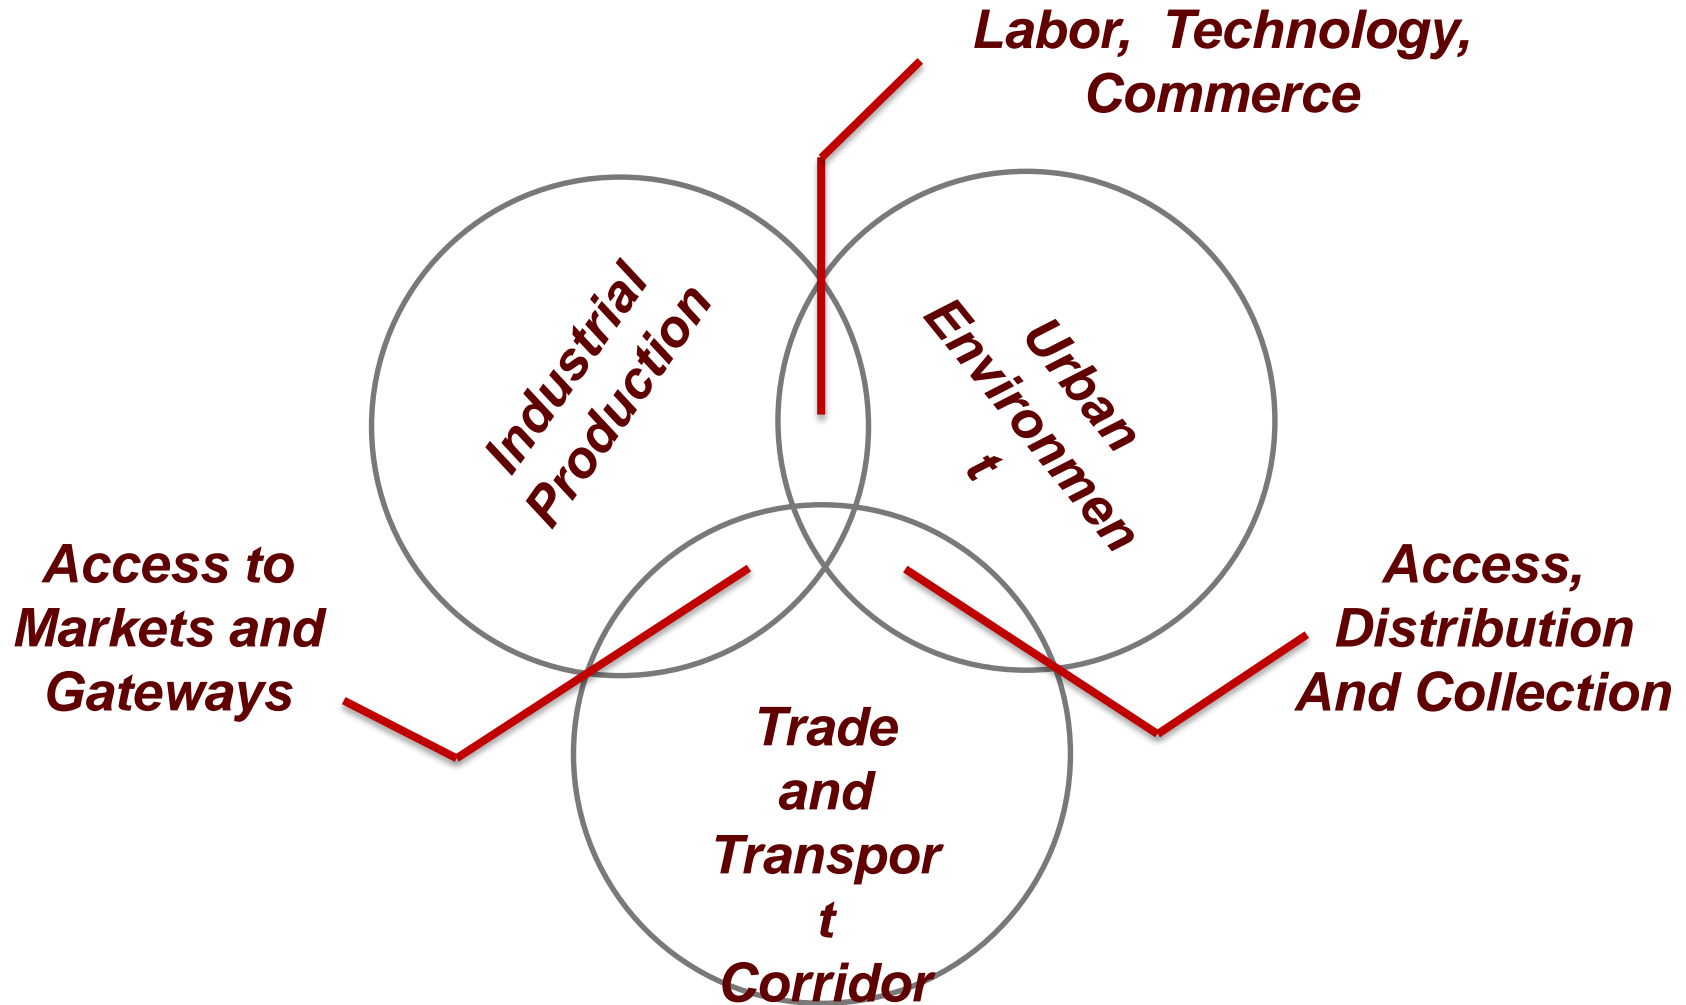 Labor, Technology,
Commerce
Industrial
Production
Urban
Environmen
t
Access to
Markets and
Gateways
Access,
Distribution
And Collection
Trade
and
Transpor
t
Corridor